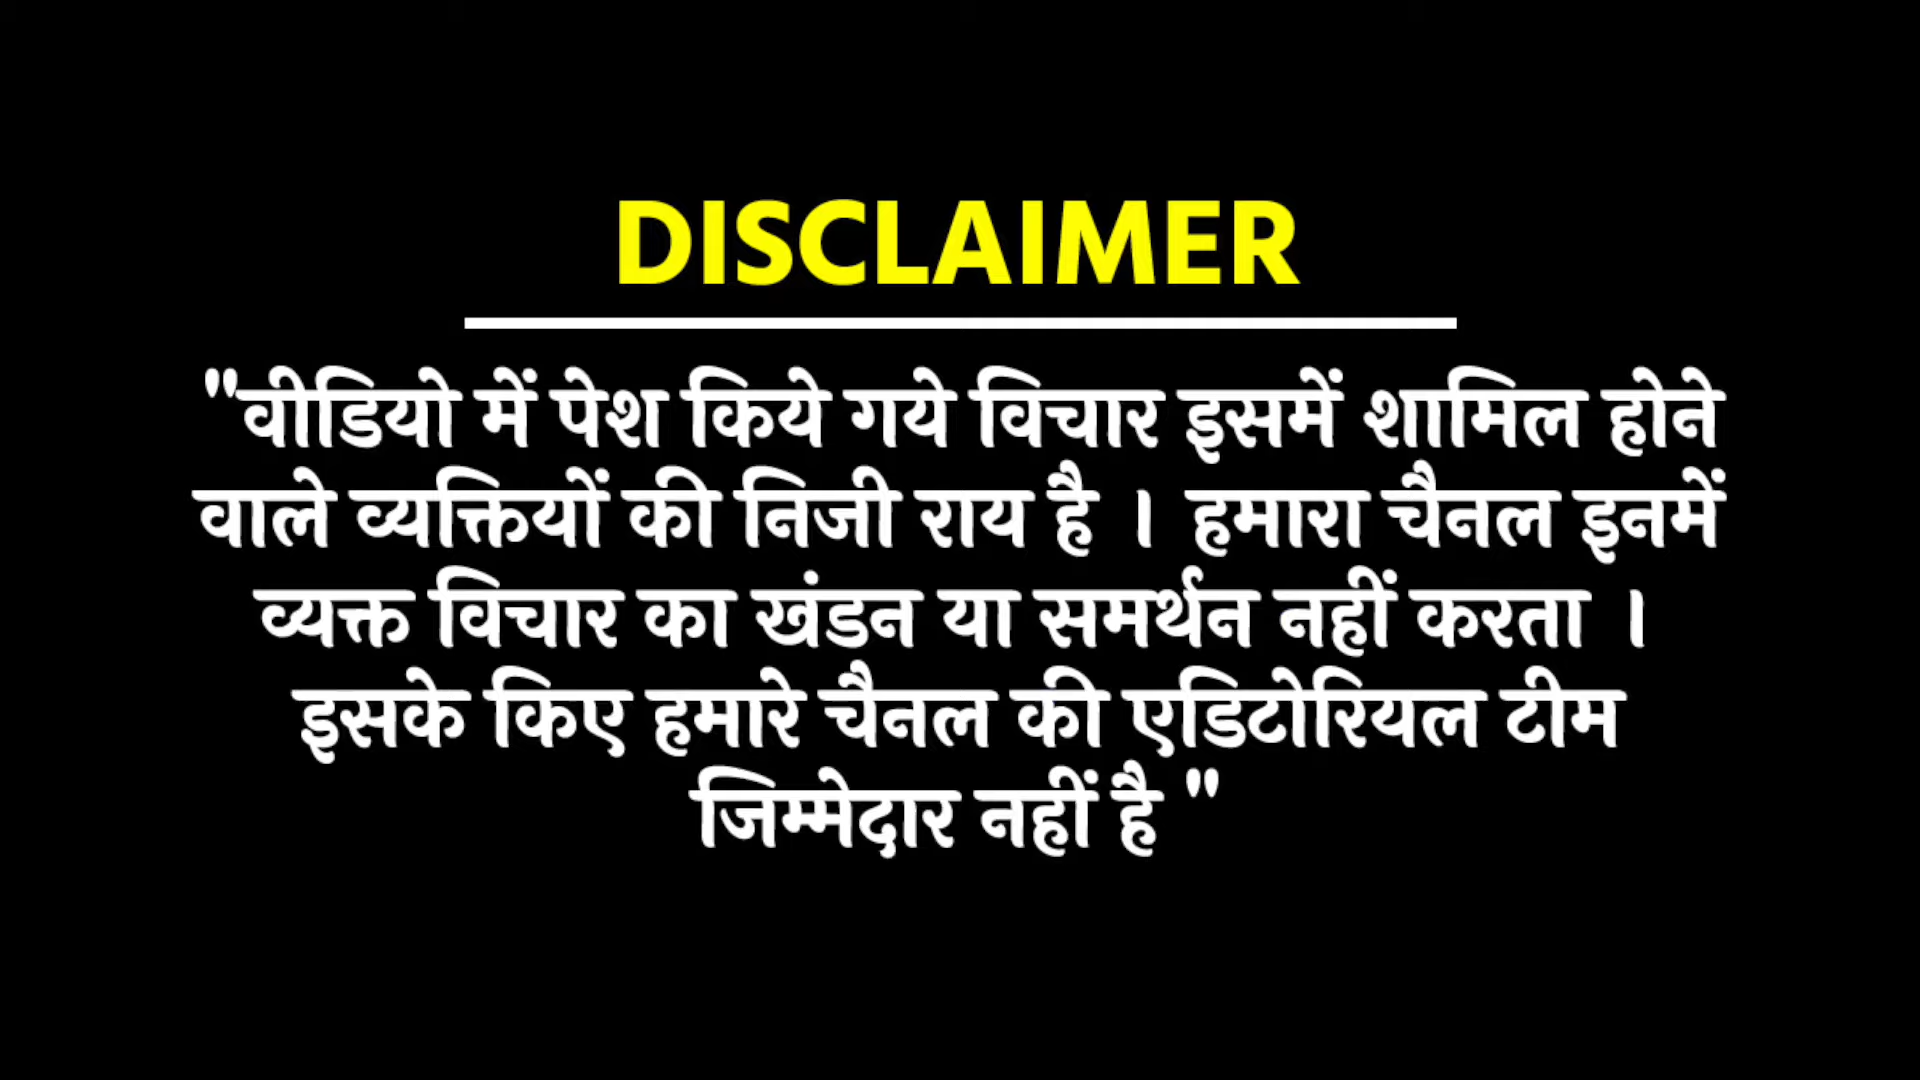 DISCLAIMER
"वीडियो में पेश किये गये विचार इसमें शामिल होने
वाले व्यक्तियों की निजी राय है । हमारा चैनल इनमें
व्यक्त विचार का खंडन या समर्थन नहीं करता ।
इसके किए हमारे चैनल की एडिटोरियल टीम
जिम्मेदार नहीं है "